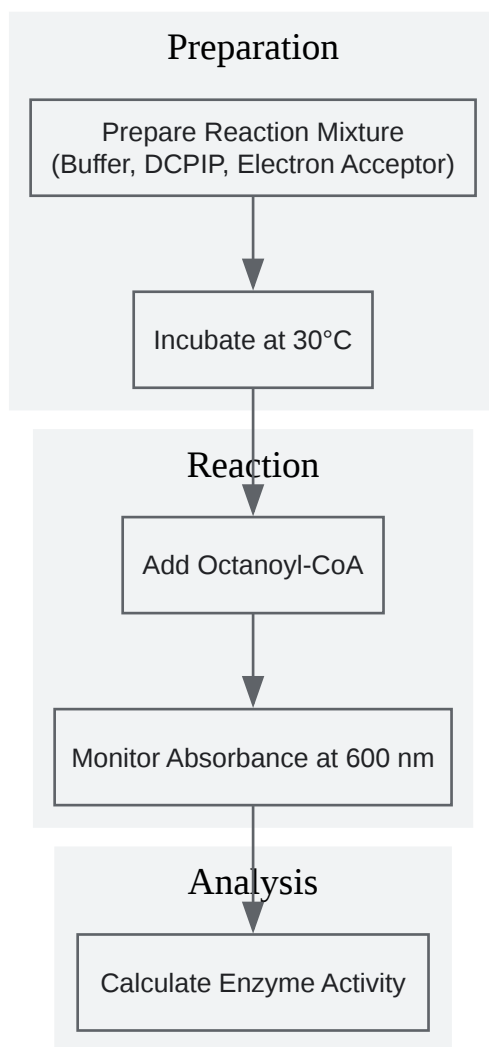 Preparation
Prepare Reaction Mixture
(Buffer, DCPIP, Electron Acceptor)
Incubate at 30°C
Reaction
Add Octanoyl-CoA
Monitor Absorbance at 600 nm
Analysis
Calculate Enzyme Activity